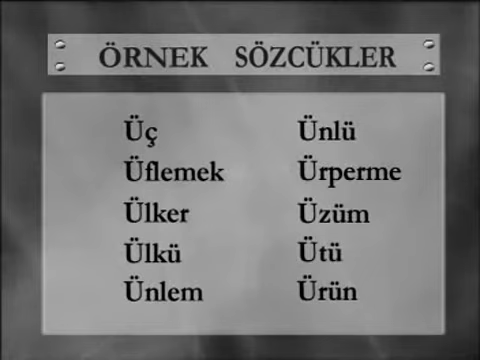 ÖRNEK SÖZCÜKLER
Üç
Üflemek
Ülker
Ülkü
Ünlem
Ünlü
Ürperme
Üzüm
Ütü
Ürün